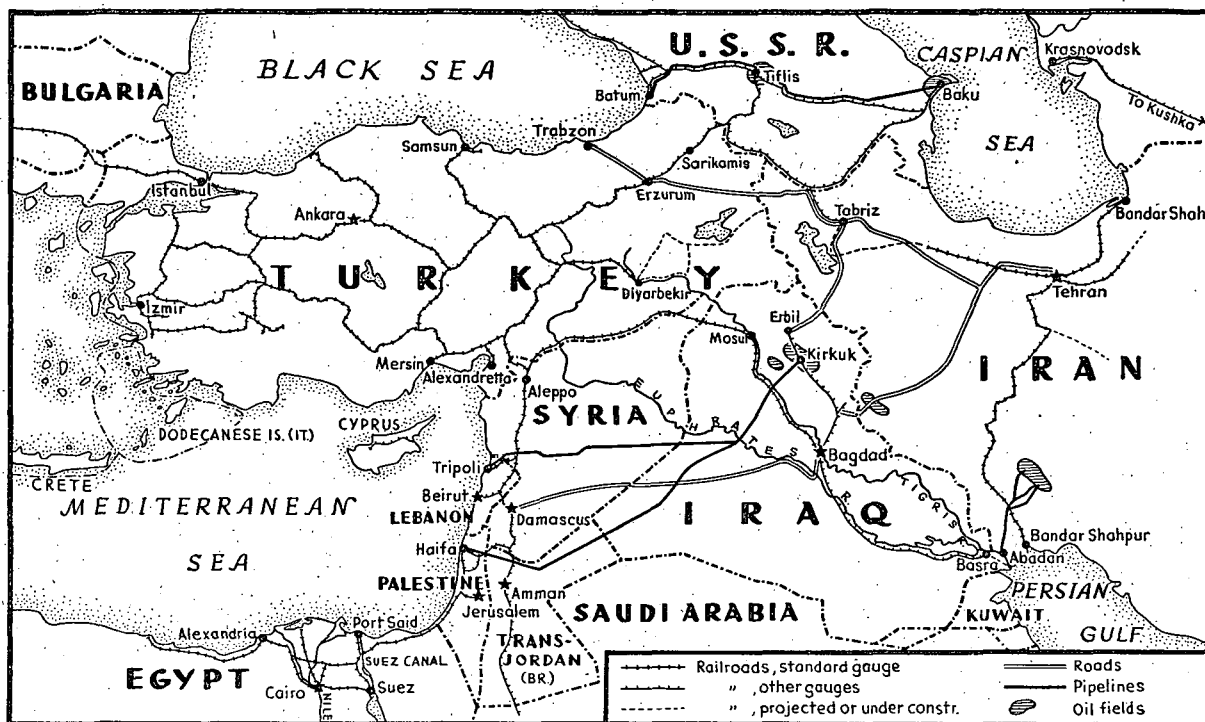 U. S. S. R.
CASPIAN
SEA
Krasnovodsk
To Kushka
BLACK SEA
BULGARIA
Tiflis
Batum
Baku
Trabzon
Samsun
Sarikamis
Istanbul
Erzurum
Ankara
Tabriz
Bandar Shah
TURKEY
Diyarbekir
Tehran
Izmir
Erbil
Mosul
Mersin
Kirkuk
Alexandretta
Aleppo
IRAN
SYRIA
EUPHRATES
CYPRUS
DODECANESE IS. (IT.)
Tripoli
Bagdad
CRETE
Beirut
TIGRIS R.
MEDITERRANEAN
SEA
LEBANON
Damascus
IRAQ
R.
Haifa
Bandar Shahpur
Basra
Abadan
PALESTINE
Amman
PERSIAN
GULF
Jerusalem
SAUDI ARABIA
KUWAIT
Alexandria
Port Said
TRANS-
JORDAN
(BR.)
SUEZ CANAL
EGYPT
Cairo
Suez
NILE
Railroads, standard gauge
" , other gauges
" , projected or under constr.
Roads
Pipelines
Oil fields